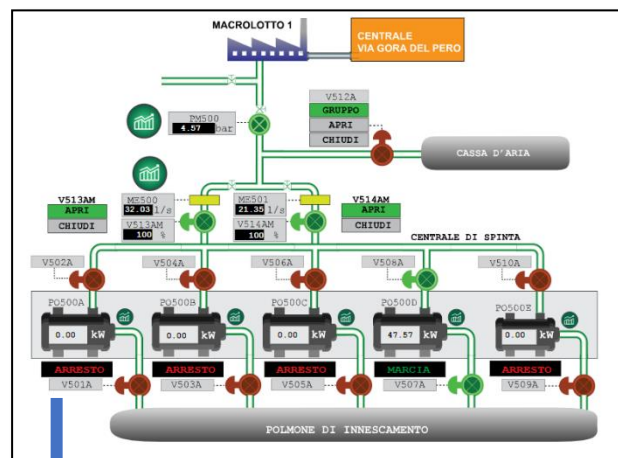 MACROLOTTO 1
CENTRALE
VIA GORA DEL PERO
PM500
4.57 bar
V512A
GRUPPO
APRI
CHIUDI
CASSA D'ARIA
V513AM
APRI
CHIUDI
ME500
32.03 l/s
V513AM
100 %
ME501
21.35 l/s
V514AM
100 %
V514AM
APRI
CHIUDI
CENTRALE DI SPINTA
V502A
V504A
V506A
V508A
V510A
PO500A
PO500B
PO500C
PO500D
PO500E
0.00 kW
0.00 kW
0.00 kW
47.57 kW
0.00 kW
ARRESTO
ARRESTO
ARRESTO
MARCIA
ARRESTO
V501A
V503A
V505A
V507A
V509A
POLMONE DI INNESCAMENTO